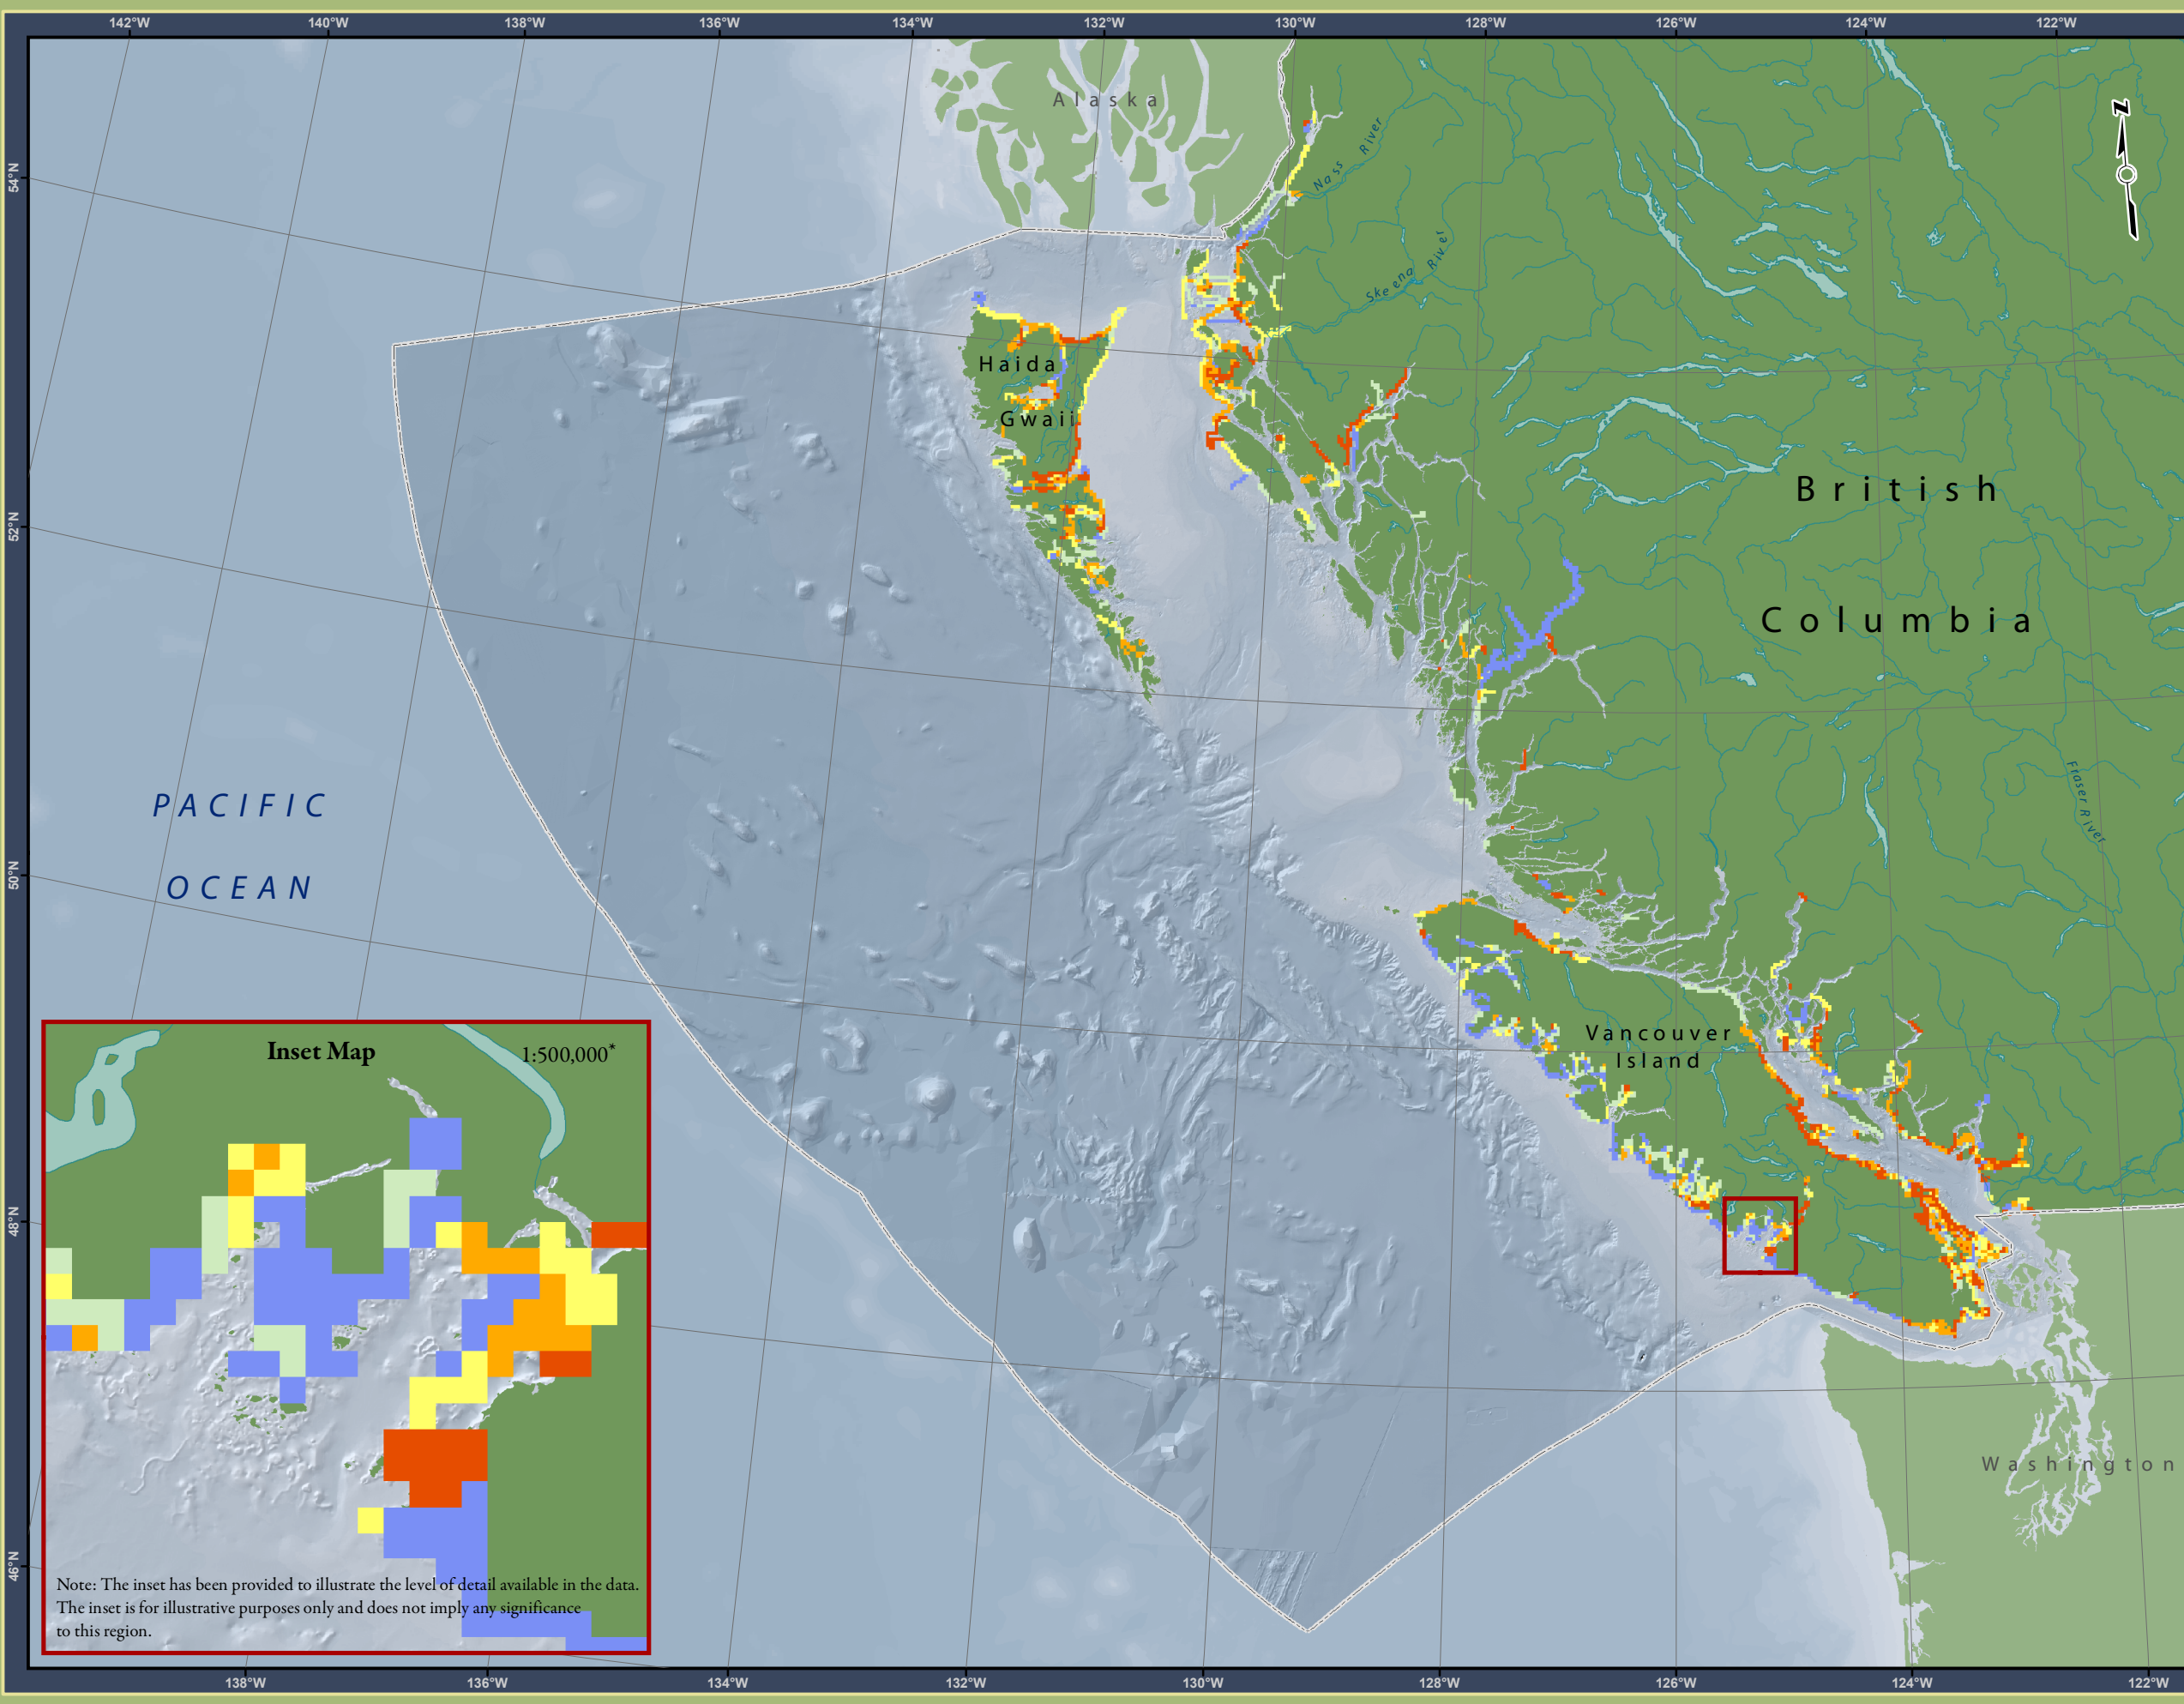 142°W 140°W 138°W 136°W 134°W 132°W 130°W 128°W 126°W 124°W 122°W
Alaska
Nass River
54°N
Skeena River
Haida
Gwaii
British
52°N
Columbia
PACIFIC
Fraser River
50°N
OCEAN
Vancouver
Island
Inset Map
1:500,000*
48°N
Washington
46°N
Note: The inset has been provided to illustrate the level of detail available in the data.
The inset is for illustrative purposes only and does not imply any significance
to this region.
138°W 136°W 134°W 132°W 130°W 128°W 126°W 124°W 122°W